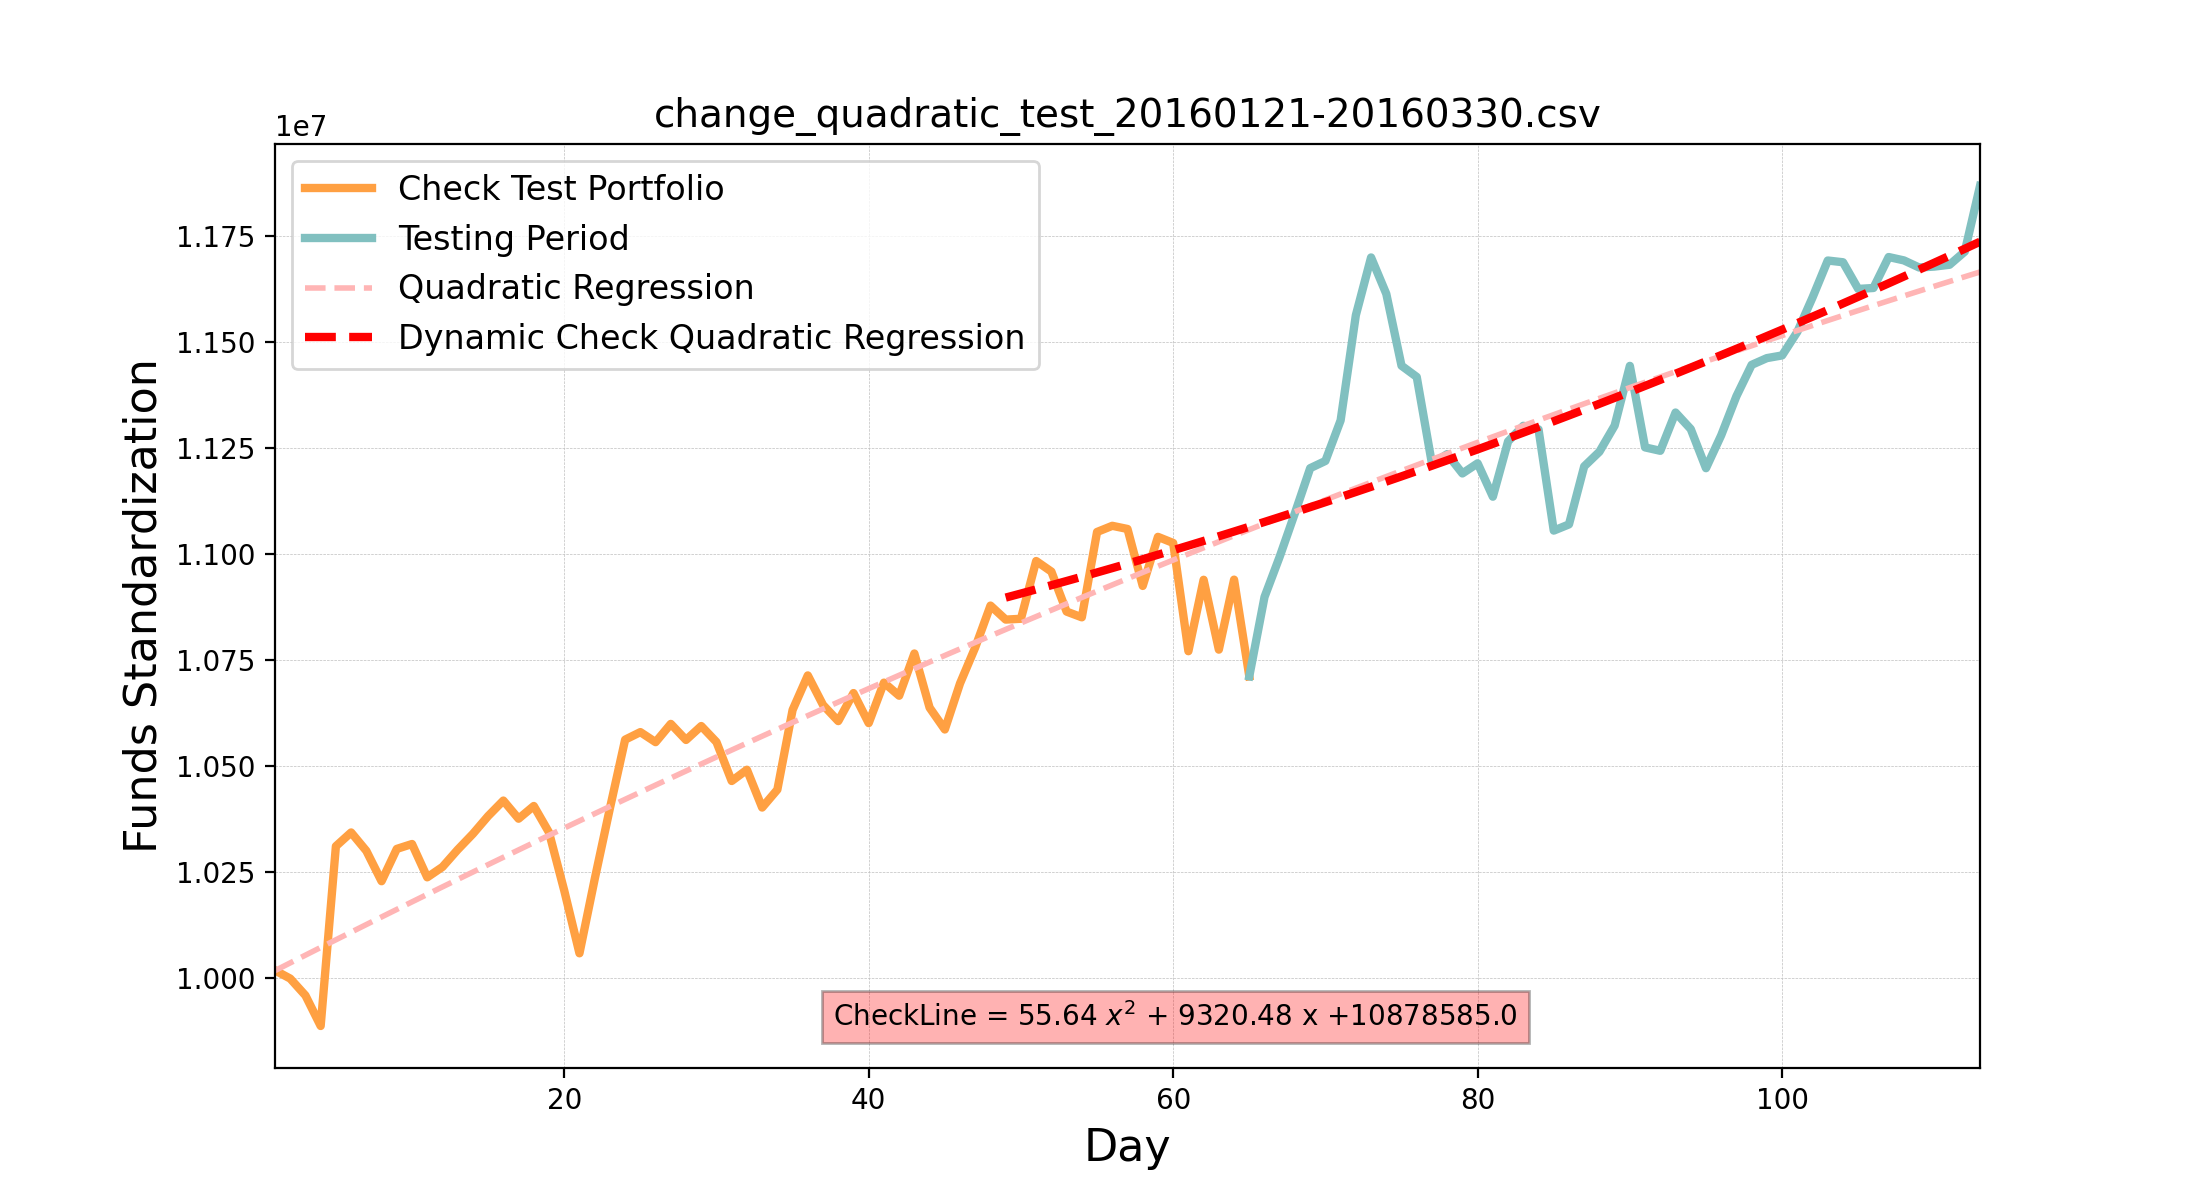 change_quadratic_test_20160121-20160330.csv
1e7
Check Test Portfolio
Testing Period
Quadratic Regression
Dynamic Check Quadratic Regression
1.175
1.150
1.125
1.100
1.075
1.050
1.025
1.000
Funds Standardization
CheckLine = 55.64 x² + 9320.48 x +10878585.0
20 40 60 80 100
Day